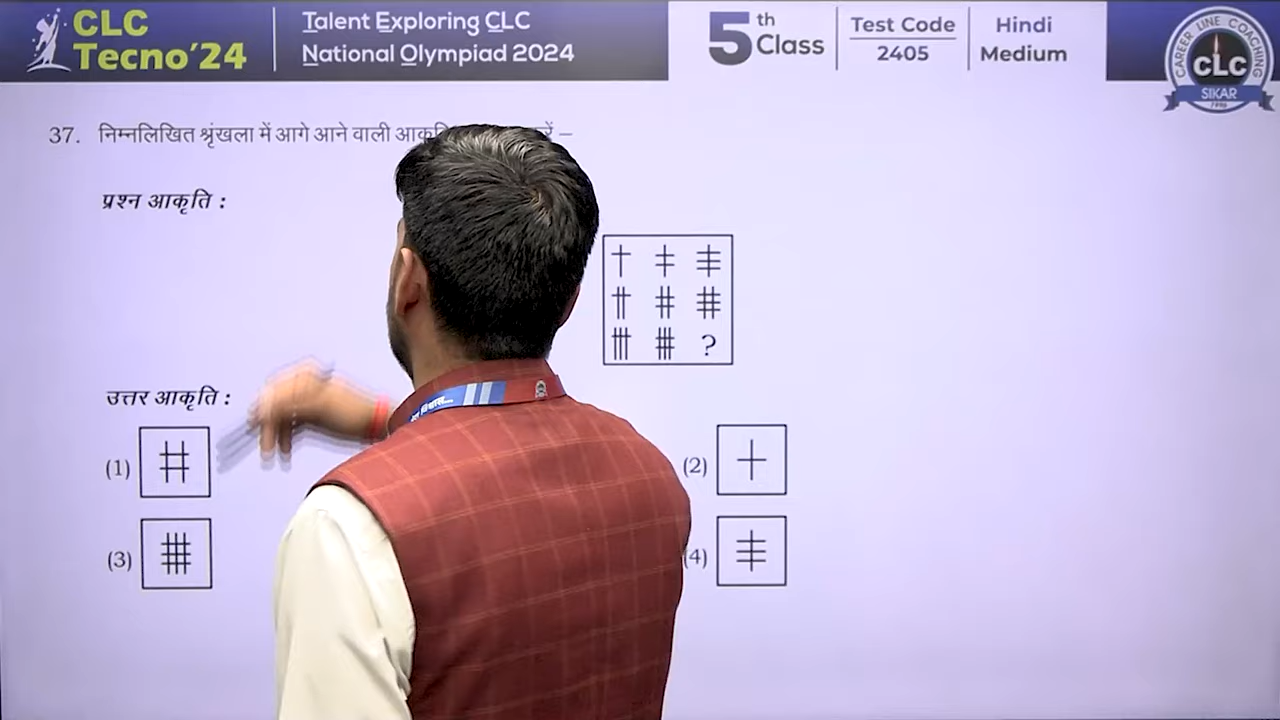 CLC
Tecno'24
Talent Exploring CLC
National Olympiad 2024
5th Class
Test Code
2405
Hindi
Medium
CAREER LINE COACHING
CLC
SIKAR
1996
37. निम्नलिखित श्रृंखला में आगे आने वाली –
प्रश्न आकृति :
?
उत्तर आकृति :
(1)
(2)
(3)
(4)